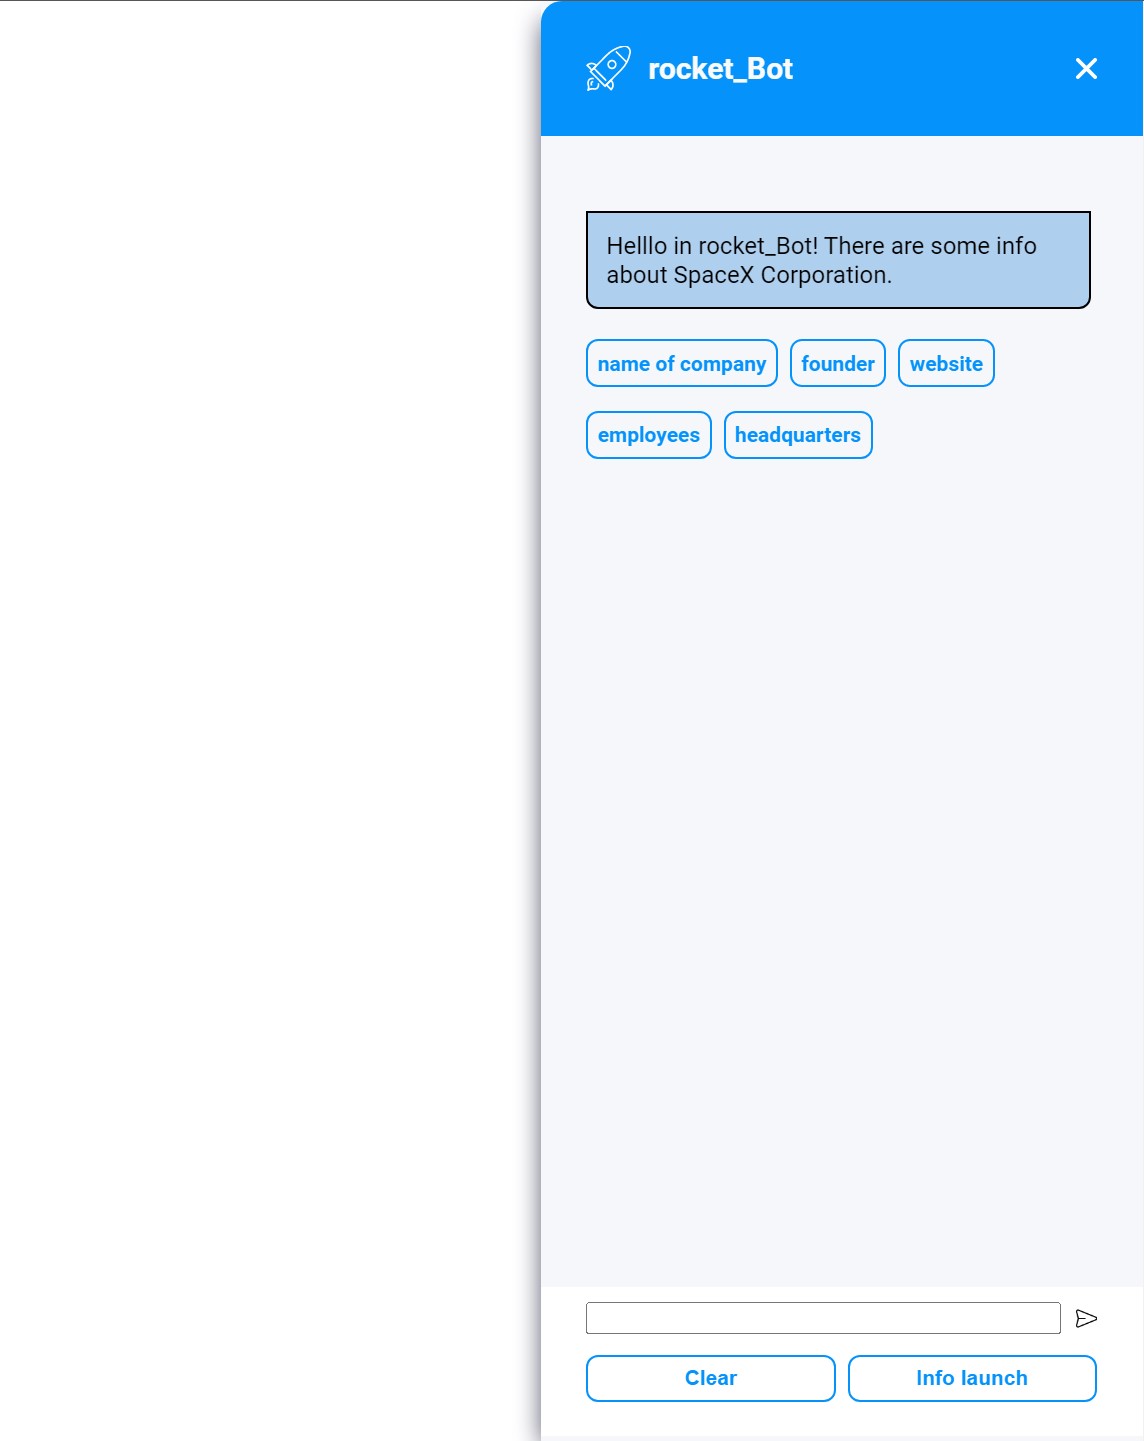 rocket_Bot
Helllo in rocket_Bot! There are some info
about SpaceX Corporation.
name of company founder website
employees headquarters
Clear Info launch